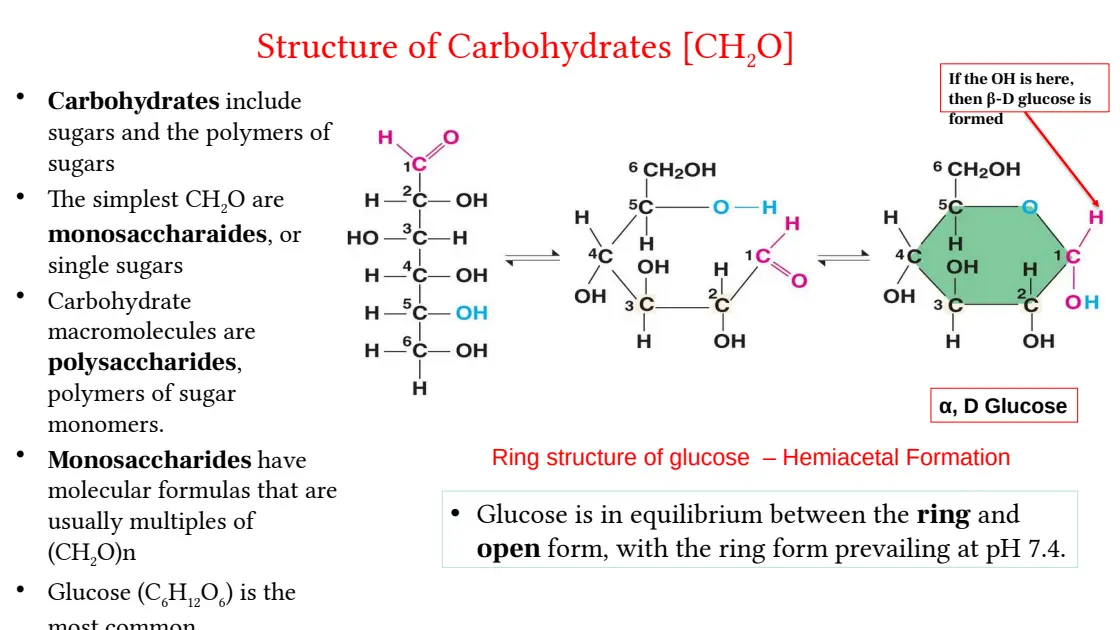 Structure of Carbohydrates [CH₂O]
If the OH is here,
then β-D glucose is
formed
• Carbohydrates include
sugars and the polymers of
sugars
• The simplest CH₂O are
monosaccharaides, or
single sugars
• Carbohydrate
macromolecules are
polysaccharides,
polymers of sugar
monomers.
• Monosaccharides have
molecular formulas that are
usually multiples of
(CH₂O)n
• Glucose (C₆H₁₂O₆) is the
most common
H O
1C
H 2C OH
HO 3C H
H 4C OH
H 5C OH
H 6C OH
H
6 CH₂OH
5C O H
H H H
4C OH H 1C
OH 3C 2C O
H OH
6 CH₂OH
5C O H
H H
4C OH H 1C
OH 3C 2C OH
H OH
α, D Glucose
Ring structure of glucose – Hemiacetal Formation
• Glucose is in equilibrium between the ring and
open form, with the ring form prevailing at pH 7.4.